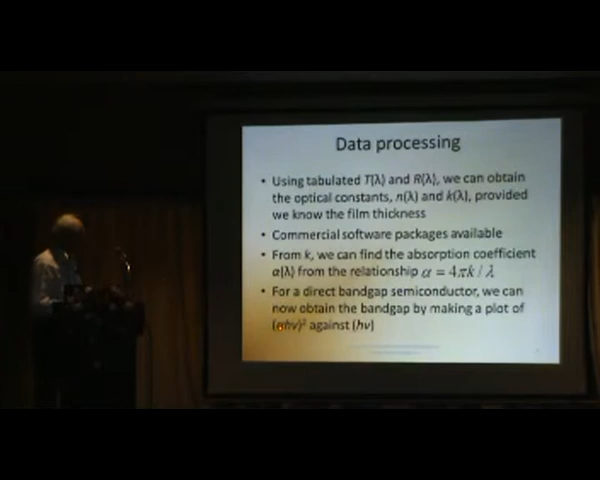 Data processing
• Using tabulated T(λ) and R(λ), we can obtain
the optical constants, n(λ) and k(λ), provided
we know the film thickness
• Commercial software packages available
• From k, we can find the absorption coefficient
α(λ) from the relationship α = 4πk / λ
• For a direct bandgap semiconductor, we can
now obtain the bandgap by making a plot of
(αhν)² against (hν)